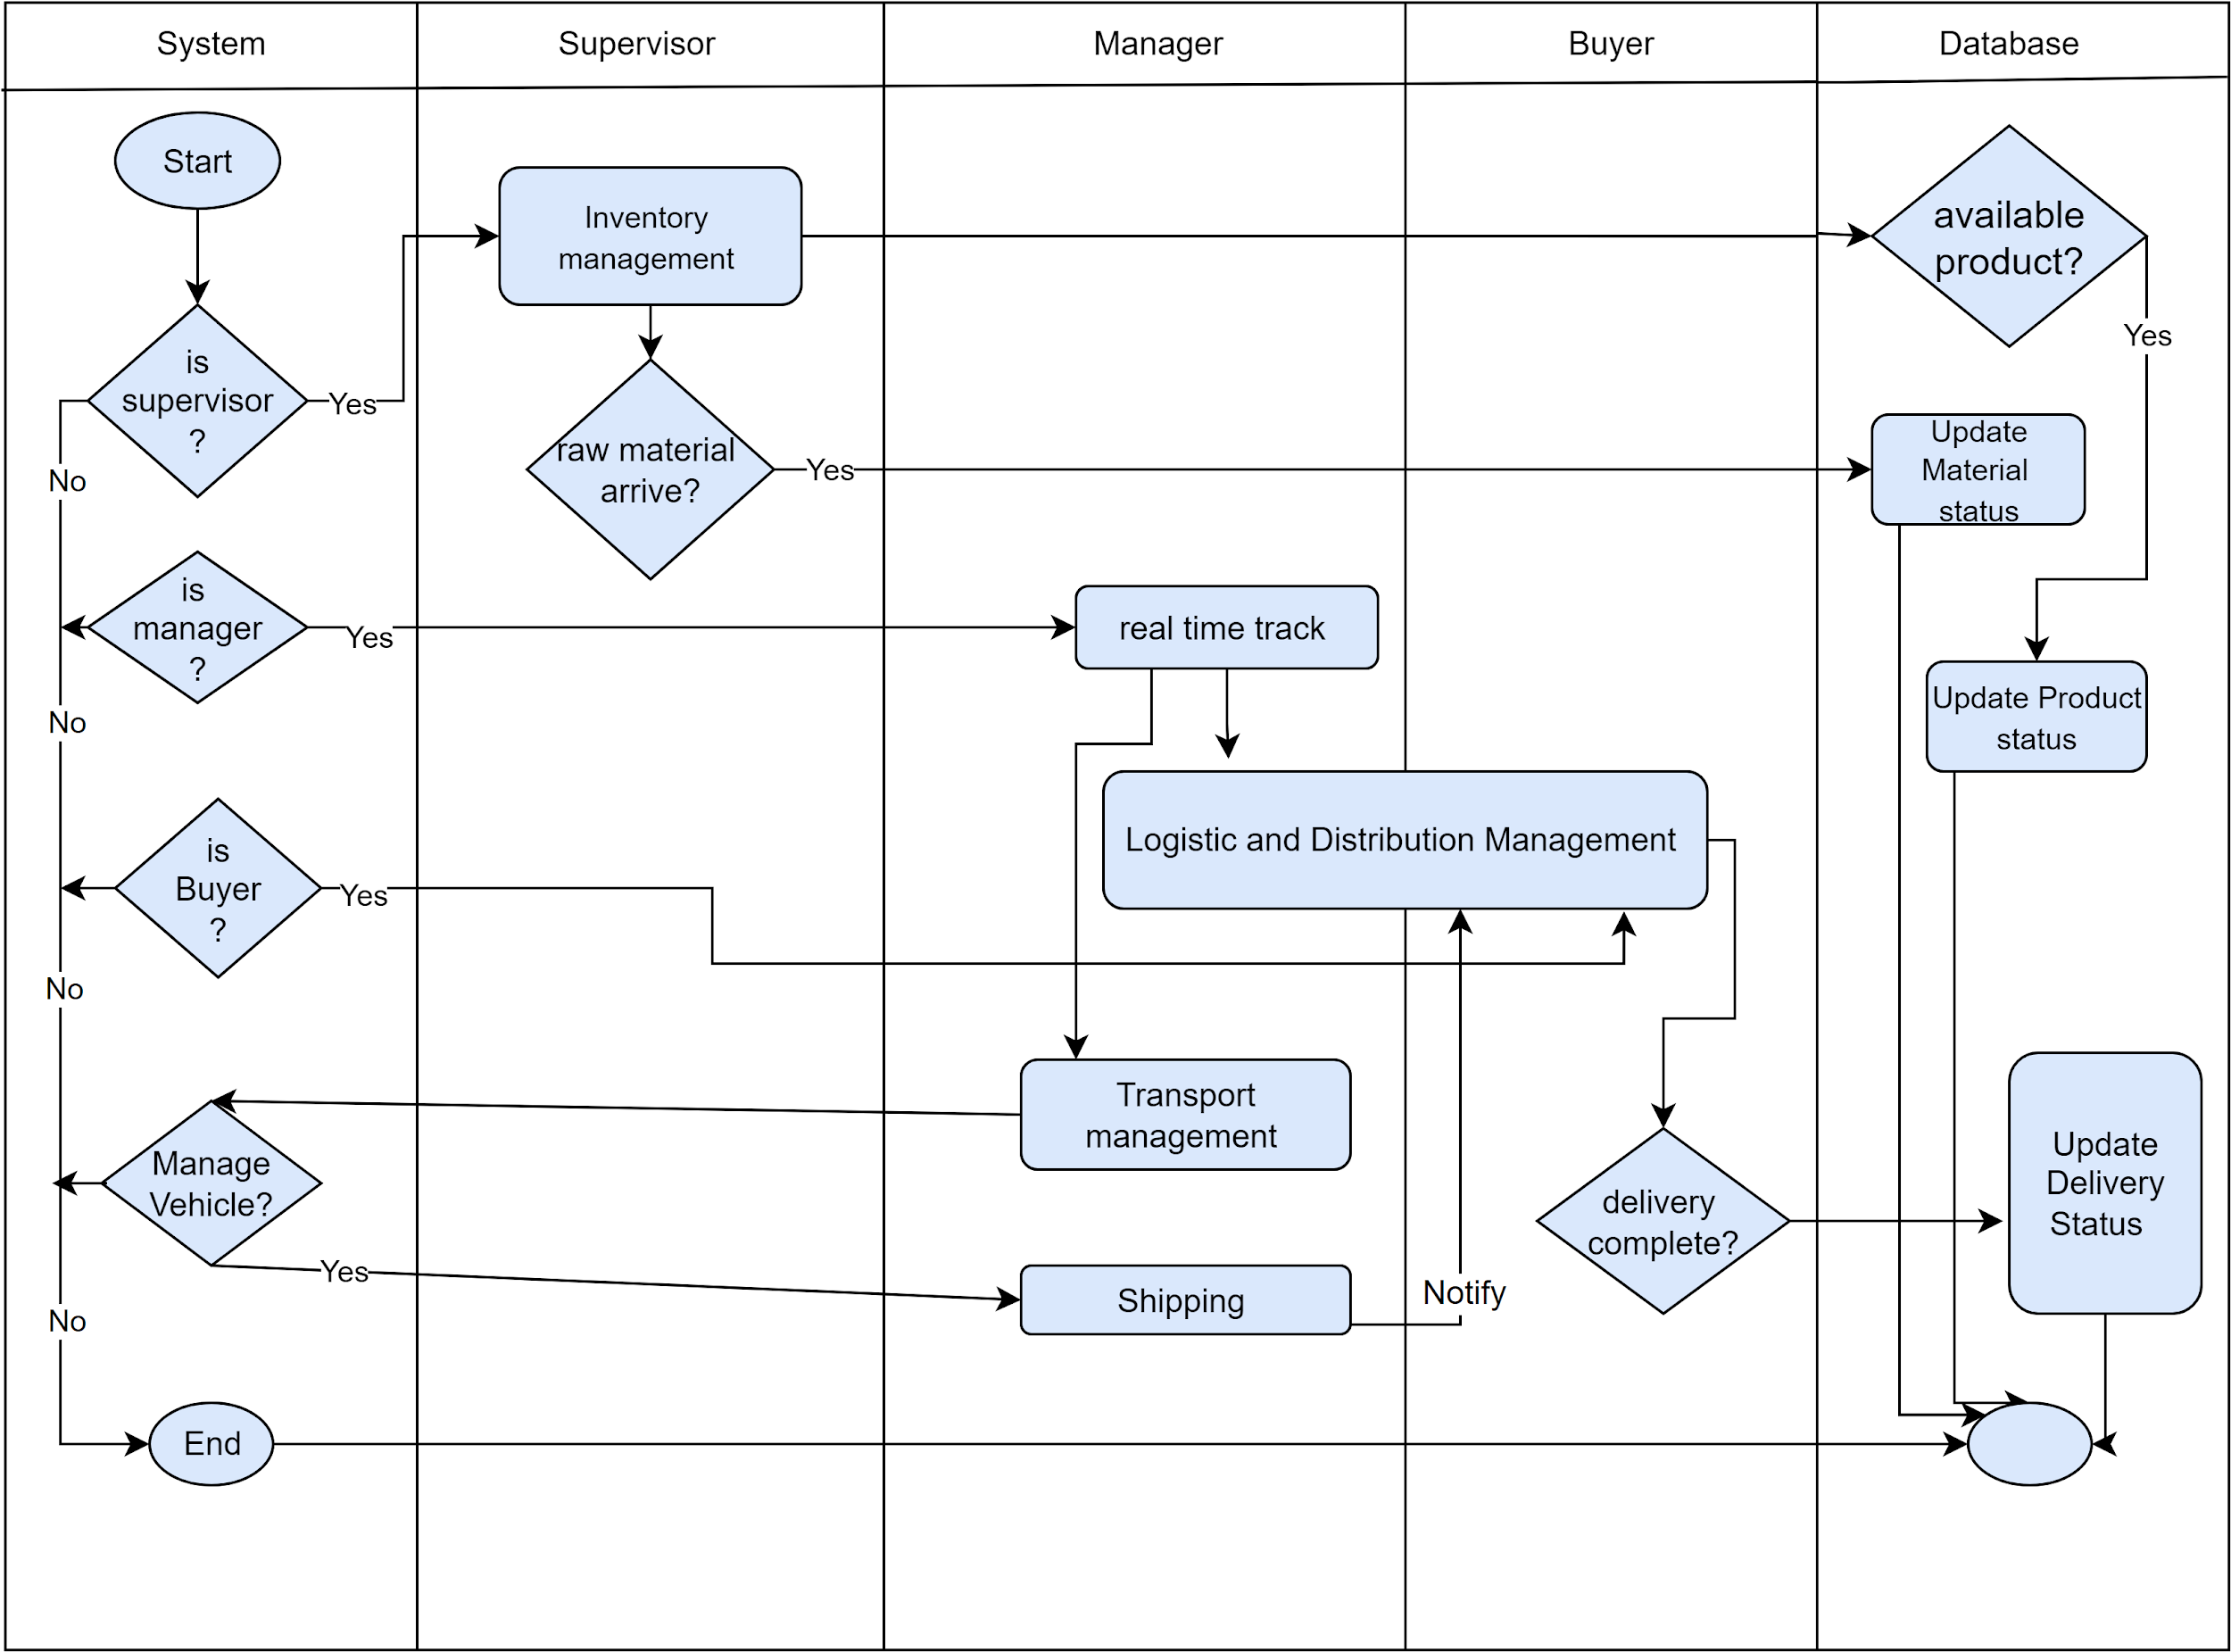 System
Supervisor
Manager
Buyer
Database
Start
Inventory
management
available
product?
Yes
is
supervisor
?
Yes
No
raw material
arrive?
Yes
Update
Material
status
is
manager
?
Yes
real time track
No
Update Product
status
Logistic and Distribution Management
is
Buyer
?
Yes
No
Transport
management
Manage
Vehicle?
Update
Delivery
Status
delivery
complete?
Yes
Shipping
Notify
No
End